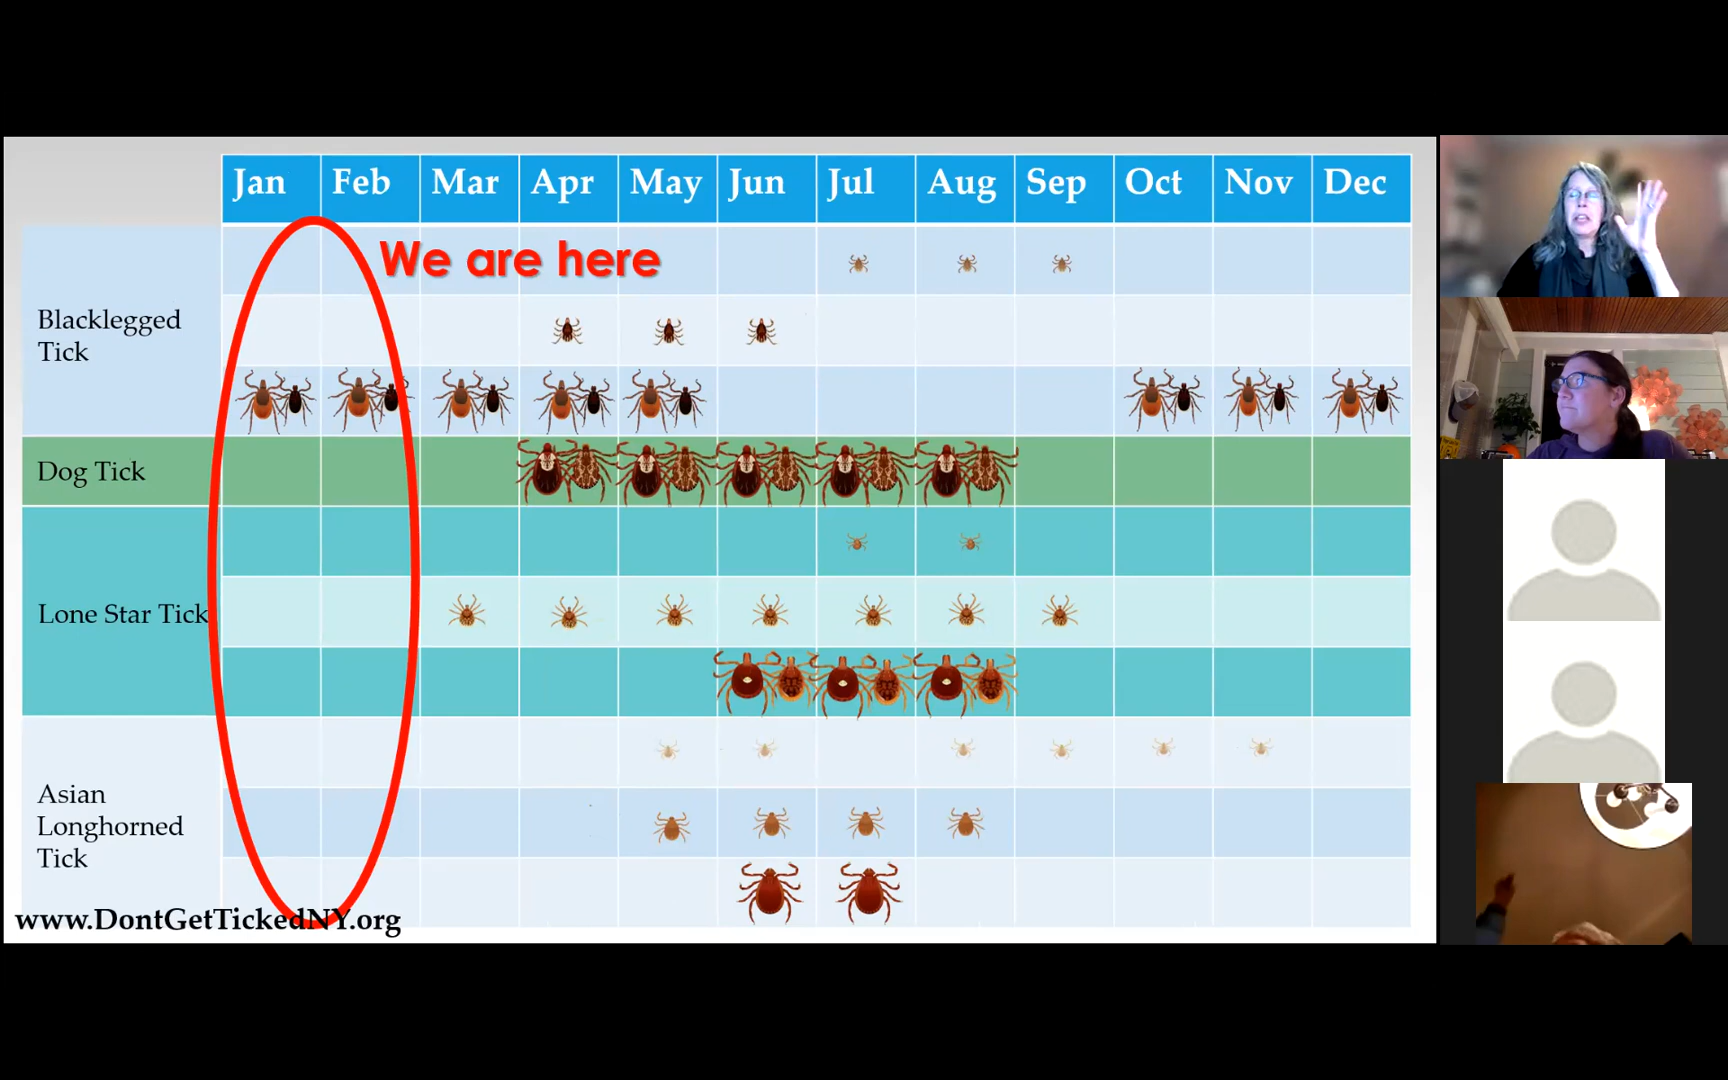 Jan Feb Mar Apr May Jun Jul Aug Sep Oct Nov Dec
We are here
Blacklegged
Tick
Dog Tick
Lone Star Tick
Asian
Longhorned
Tick
www.DontGetTickedNY.org